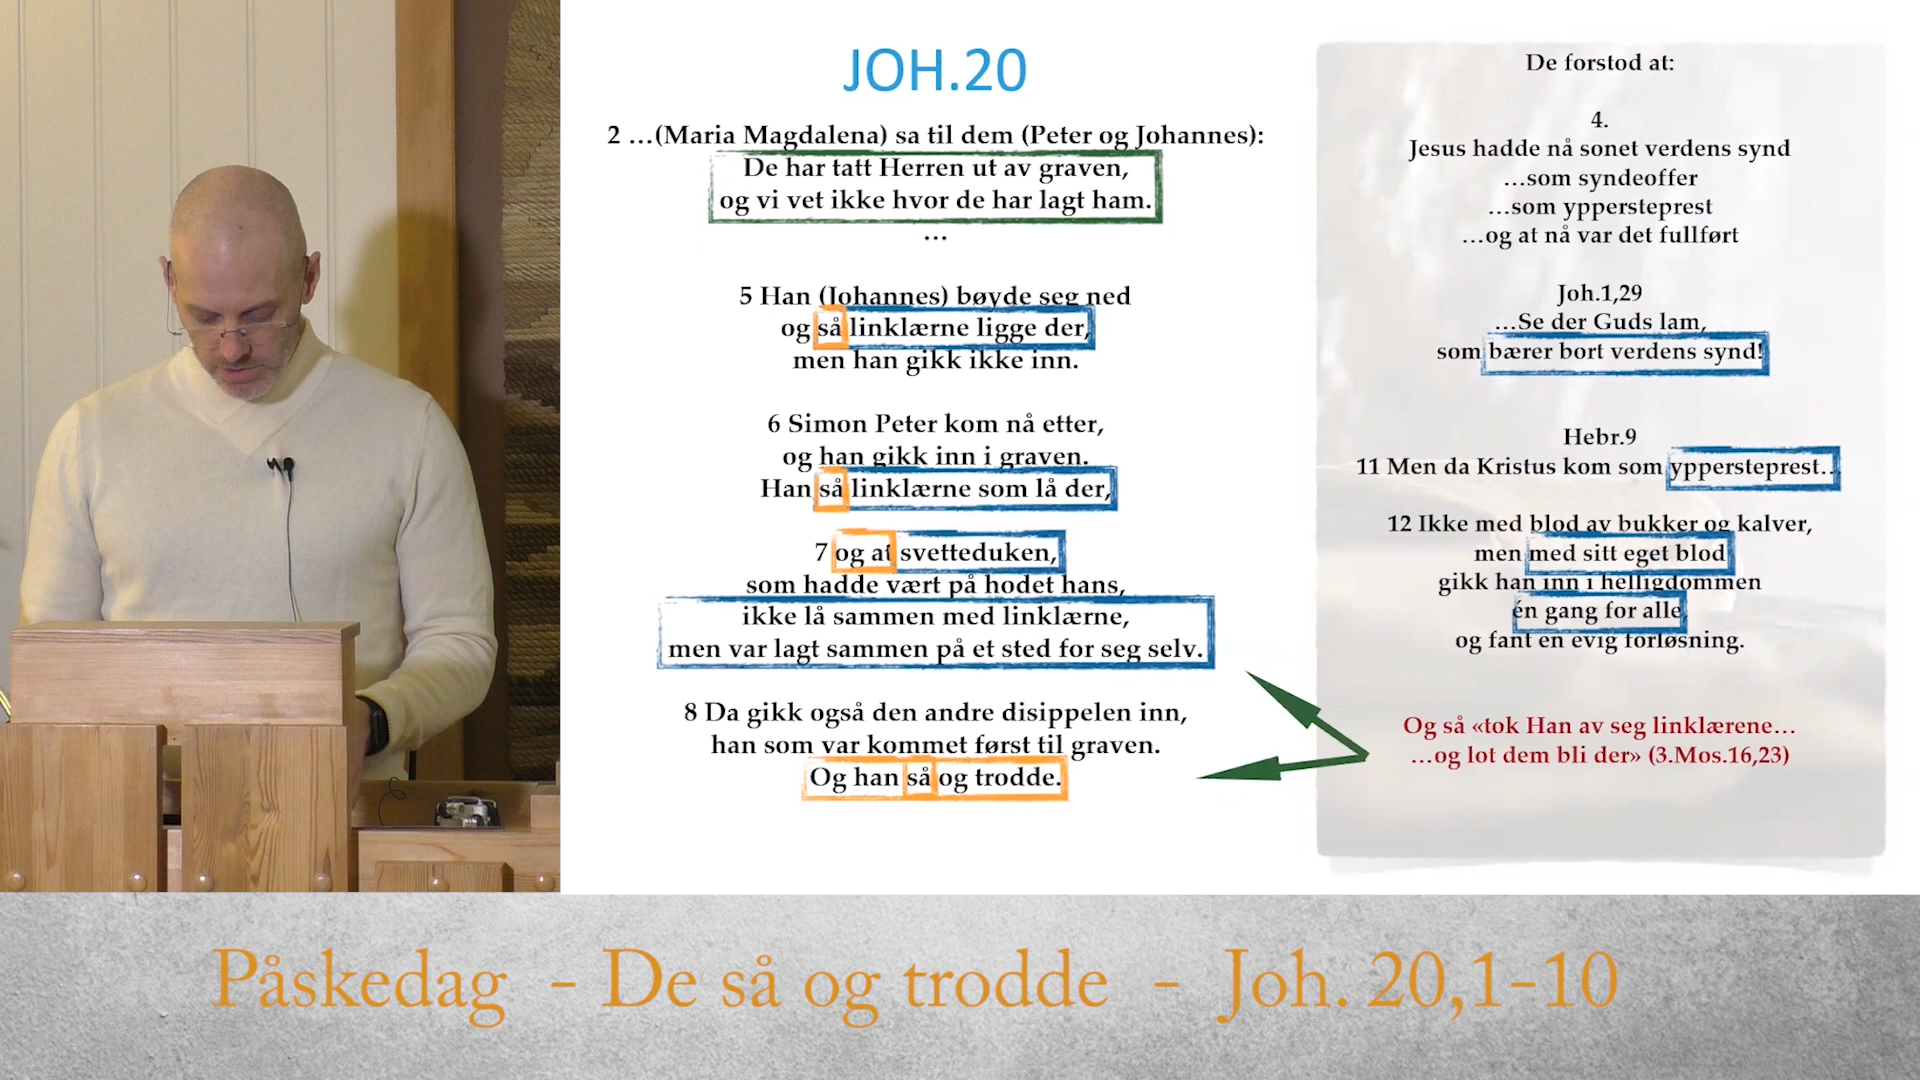 JOH.20
2 …(Maria Magdalena) sa til dem (Peter og Johannes):
De har tatt Herren ut av graven,
og vi vet ikke hvor de har lagt ham.
…
5 Han (Johannes) bøyde seg ned
og så linklærne ligge der,
men han gikk ikke inn.
6 Simon Peter kom nå etter,
og han gikk inn i graven.
Han så linklærne som lå der,
7 og at svetteduken,
som hadde vært på hodet hans,
ikke lå sammen med linklærne,
men var lagt sammen på et sted for seg selv.
8 Da gikk også den andre disippelen inn,
han som var kommet først til graven.
Og han så og trodde.
De forstod at:
4.
Jesus hadde nå sonet verdens synd
…som syndeoffer
…som yppersteprest
…og at nå var det fullført
Joh.1,29
…Se der Guds lam,
som bærer bort verdens synd!
Hebr.9
11 Men da Kristus kom som yppersteprest…
12 Ikke med blod av bukker og kalver,
men med sitt eget blod
gikk han inn i helligdommen
én gang for alle
og fant en evig forløsning.
Og så «tok Han av seg linklærene…
…og lot dem bli der» (3.Mos.16,23)
Påskedag - De så og trodde - Joh. 20,1-10